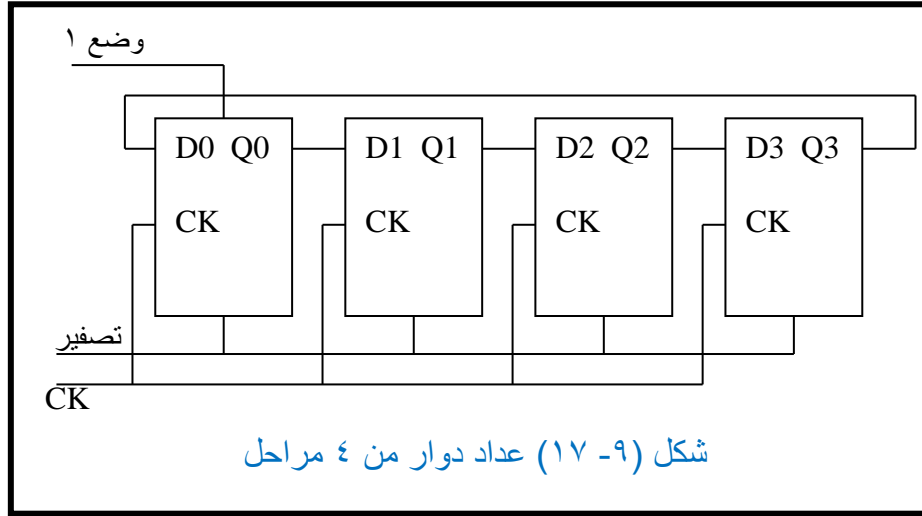 وضع ١
D0 Q0 D1 Q1 D2 Q2 D3 Q3
CK CK CK CK
تصفير
CK
شكل (٩- ١٧) عداد دوار من ٤ مراحل